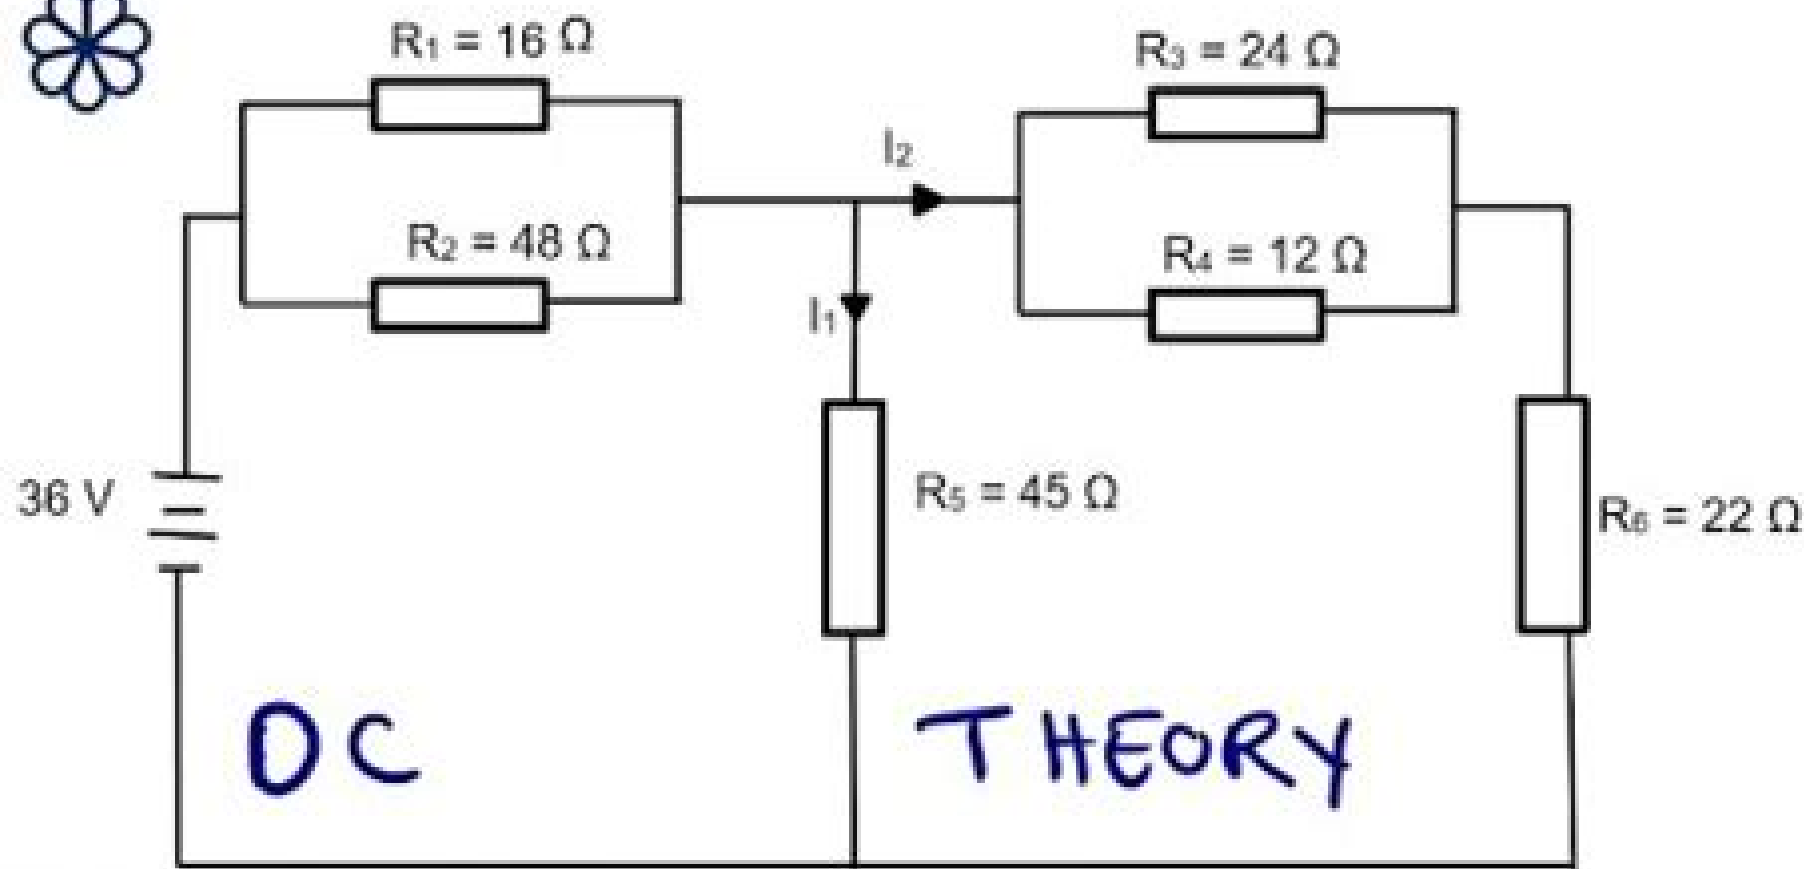 R₁ = 16 Ω
R₃ = 24 Ω
I₂
R₂ = 48 Ω
R₄ = 12 Ω
I₁
36 V
R₅ = 45 Ω
R₆ = 22 Ω
DC THEORY